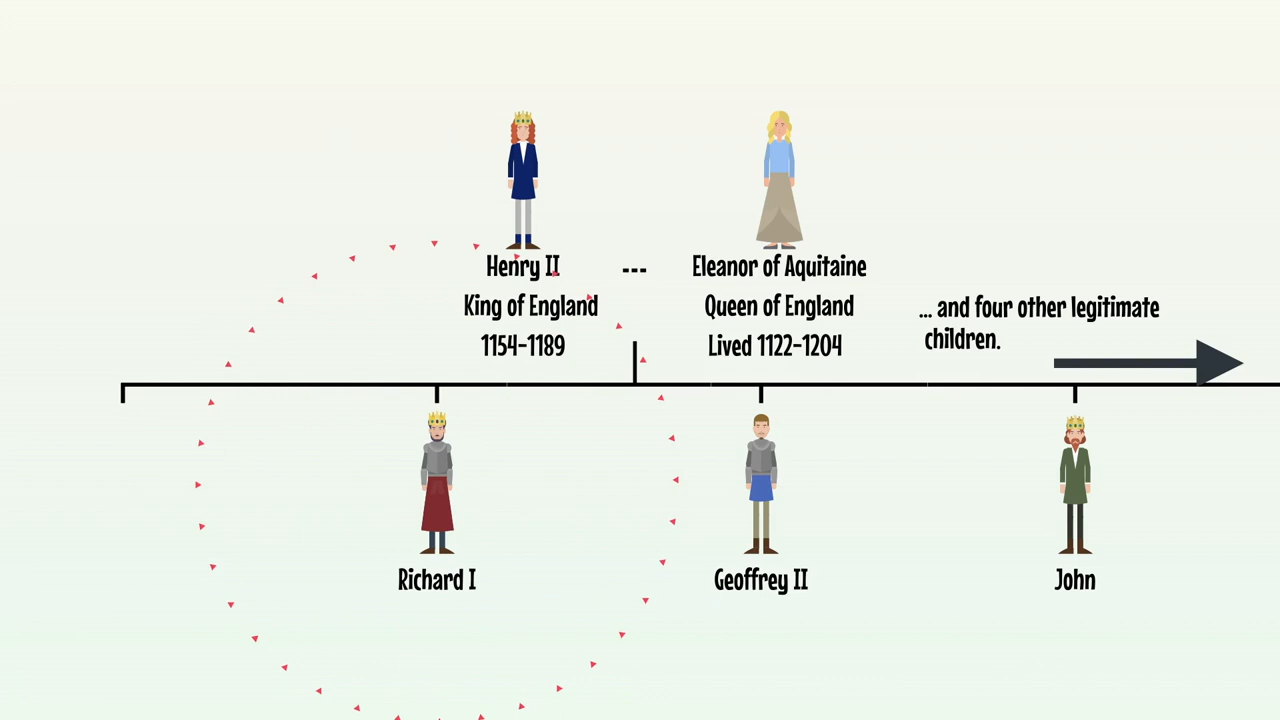 Henry II
---
Eleanor of Aquitaine
King of England
Queen of England
1154-1189
Lived 1122-1204
... and four other legitimate
children.
Richard I
Geoffrey II
John